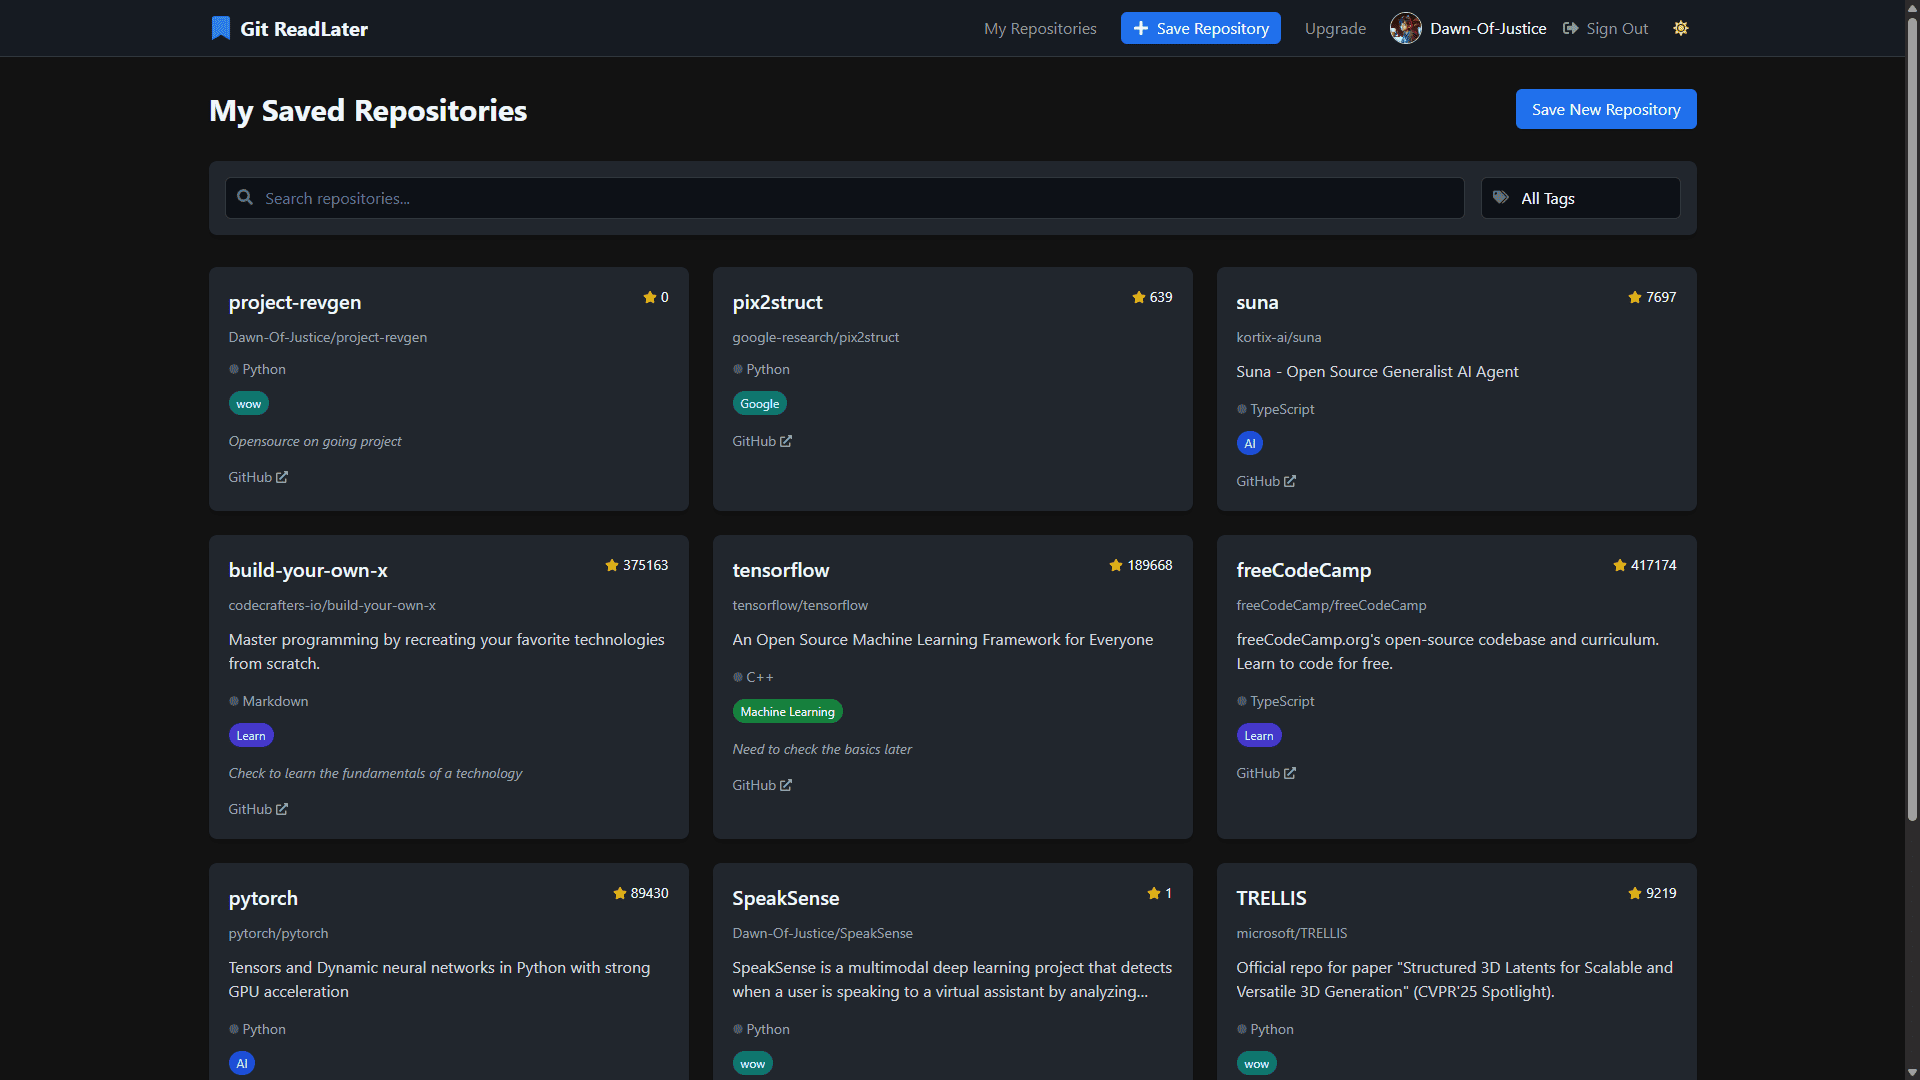 Git ReadLater
My Repositories
Save Repository
Upgrade
Dawn-Of-Justice
Sign Out
My Saved Repositories
Save New Repository
Search repositories...
All Tags
project-revgen
0
Dawn-Of-Justice/project-revgen
Python
wow
Opensource on going project
GitHub
pix2struct
639
google-research/pix2struct
Python
Google
GitHub
suna
7697
kortix-ai/suna
Suna - Open Source Generalist AI Agent
TypeScript
AI
GitHub
build-your-own-x
375163
codecrafters-io/build-your-own-x
Master programming by recreating your favorite technologies
from scratch.
Markdown
Learn
Check to learn the fundamentals of a technology
GitHub
tensorflow
189668
tensorflow/tensorflow
An Open Source Machine Learning Framework for Everyone
C++
Machine Learning
Need to check the basics later
GitHub
freeCodeCamp
417174
freeCodeCamp/freeCodeCamp
freeCodeCamp.org's open-source codebase and curriculum.
Learn to code for free.
TypeScript
Learn
GitHub
pytorch
89430
pytorch/pytorch
Tensors and Dynamic neural networks in Python with strong
GPU acceleration
Python
AI
SpeakSense
1
Dawn-Of-Justice/SpeakSense
SpeakSense is a multimodal deep learning project that detects
when a user is speaking to a virtual assistant by analyzing...
Python
wow
TRELLIS
9219
microsoft/TRELLIS
Official repo for paper "Structured 3D Latents for Scalable and
Versatile 3D Generation" (CVPR'25 Spotlight).
Python
wow